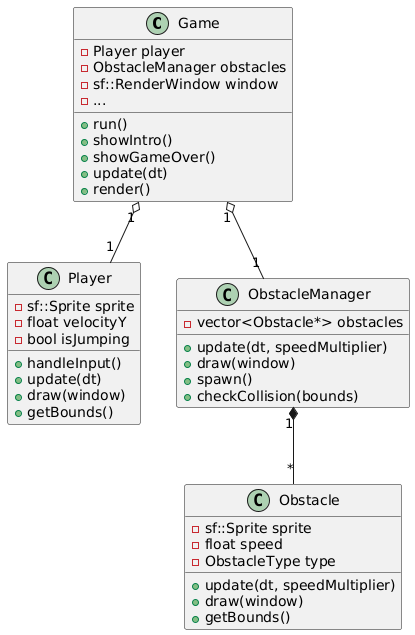 C Game
Player player
ObstacleManager obstacles
sf::RenderWindow window
...
run()
showIntro()
showGameOver()
update(dt)
render()
1
1
1
1
C Player
sf::Sprite sprite
float velocityY
bool isJumping
handleInput()
update(dt)
draw(window)
getBounds()
C ObstacleManager
vector<Obstacle*> obstacles
update(dt, speedMultiplier)
draw(window)
spawn()
checkCollision(bounds)
1
*
C Obstacle
sf::Sprite sprite
float speed
ObstacleType type
update(dt, speedMultiplier)
draw(window)
getBounds()